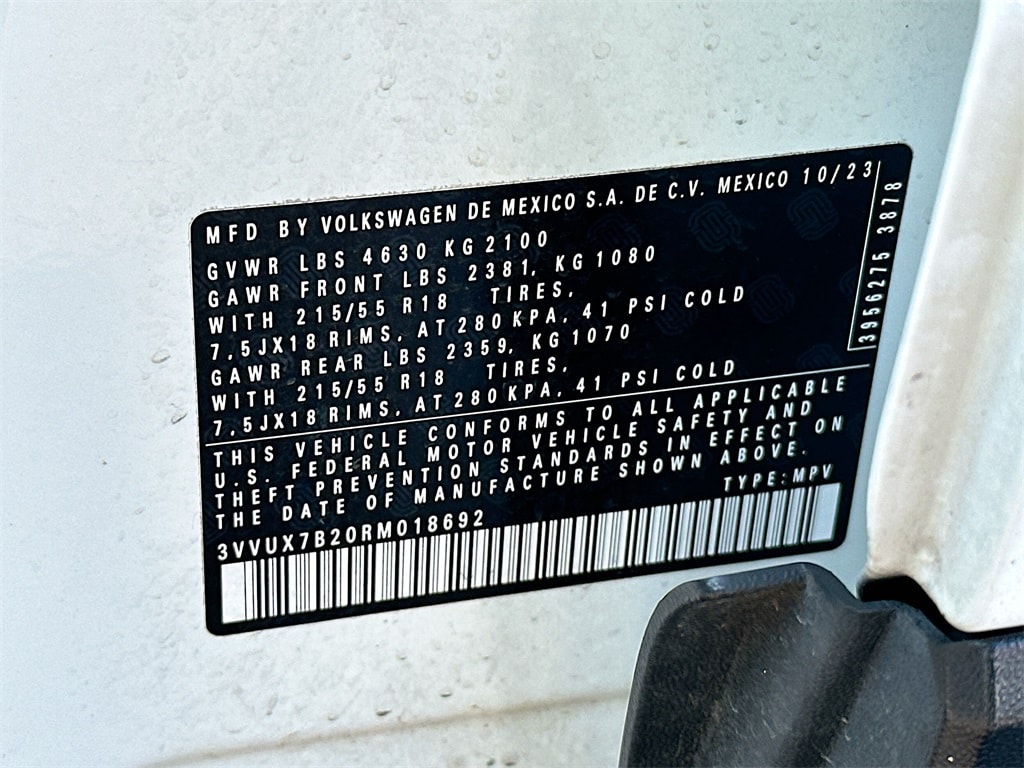 MFD BY VOLKSWAGEN DE MEXICO S.A. DE C.V. MEXICO 10/23
GVWR LBS 4630 KG 2100
GAWR FRONT LBS 2381, KG 1080
WITH 215/55 R18 TIRES,
7,5JX18 RIMS, AT 280 KPA, 41 PSI COLD
GAWR REAR LBS 2359, KG 1070
WITH 215/55 R18 TIRES,
7,5JX18 RIMS, AT 280 KPA, 41 PSI COLD
3956275 3878
THIS VEHICLE CONFORMS TO ALL APPLICABLE
U.S. FEDERAL MOTOR VEHICLE SAFETY AND
THEFT PREVENTION STANDARDS IN EFFECT ON
THE DATE OF MANUFACTURE SHOWN ABOVE.
TYPE: MPV
3VVUX7B20RM018692